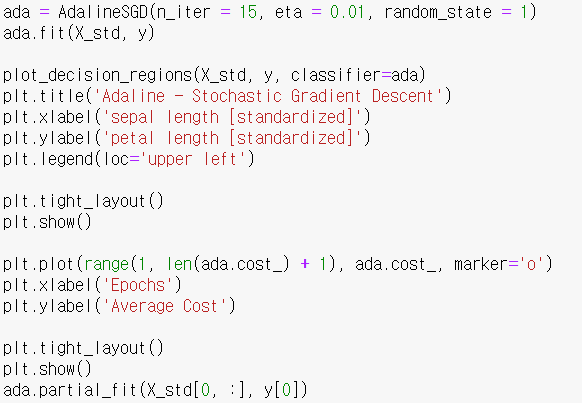 ada = AdalineSGD(n_iter = 15, eta = 0.01, random_state = 1)
ada.fit(X_std, y)
plot_decision_regions(X_std, y, classifier=ada)
plt.title('Adaline - Stochastic Gradient Descent')
plt.xlabel('sepal length [standardized]')
plt.ylabel('petal length [standardized]')
plt.legend(loc='upper left')
plt.tight_layout()
plt.show()
plt.plot(range(1, len(ada.cost_) + 1), ada.cost_, marker='o')
plt.xlabel('Epochs')
plt.ylabel('Average Cost')
plt.tight_layout()
plt.show()
ada.partial_fit(X_std[0, :], y[0])